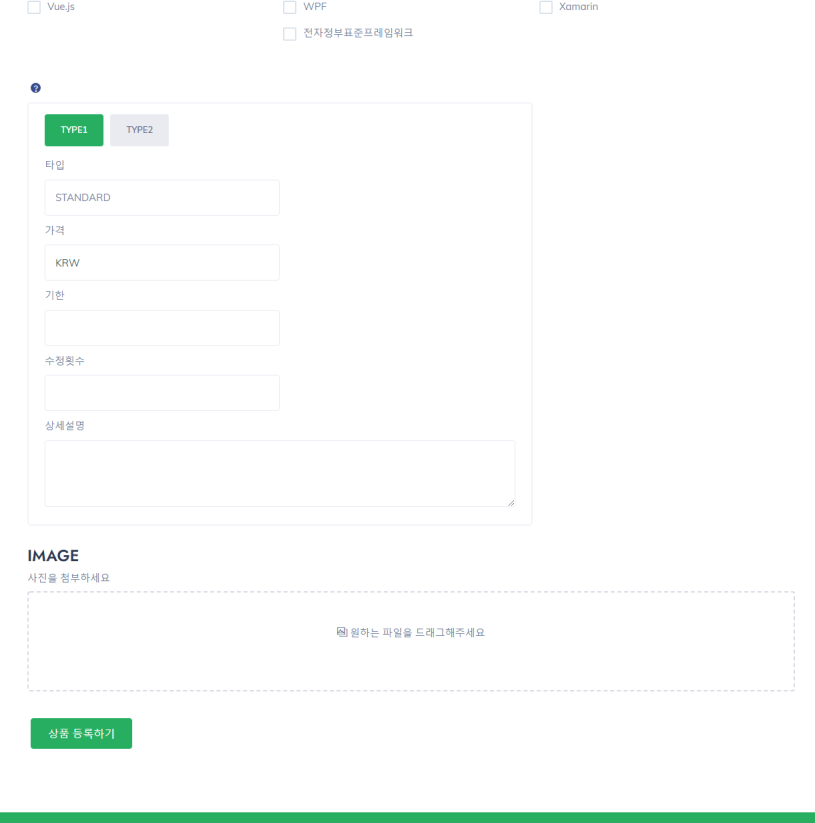 Vue.js
WPF
Xamarin
전자정부표준프레임워크
?
TYPE1
TYPE2
타입
STANDARD
가격
KRW
기한
수정횟수
상세설명
IMAGE
사진을 첨부하세요
원하는 파일을 드래그해주세요
상품 등록하기